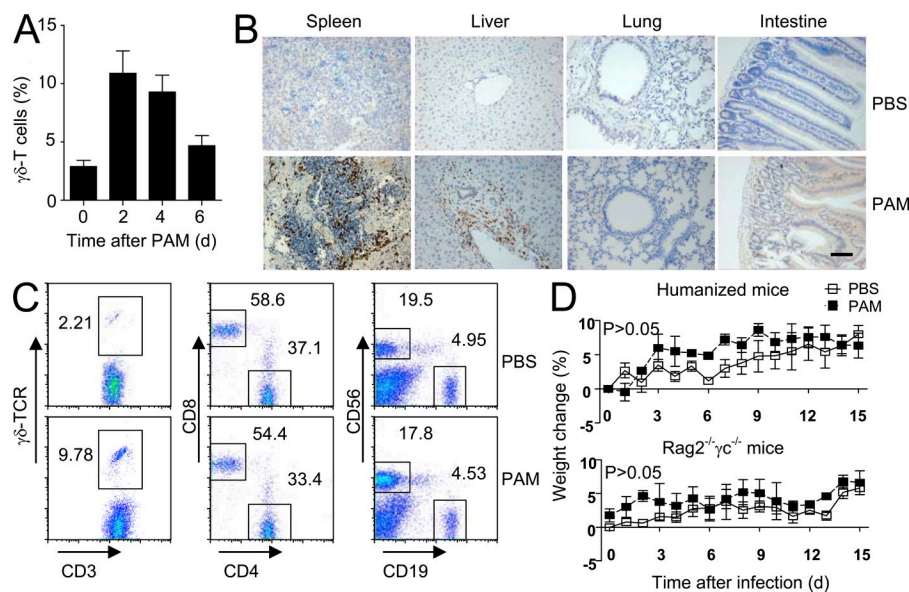 A
15
10
5
0
γδ-T cells (%)
0 2 4 6
Time after PAM (d)
B
Spleen Liver Lung Intestine
PBS
PAM
C
2.21
58.6
37.1
19.5
4.95
PBS
9.78
54.4
33.4
17.8
4.53
PAM
γδ-TCR
CD8
CD56
CD3
CD4
CD19
D
PBS
PAM
Humanized mice
P>0.05
10
5
0
-5
0 3 6 9 12 15
Weight change (%)
Rag2-/-γc-/- mice
P>0.05
10
5
0
-5
0 3 6 9 12 15
Time after infection (d)